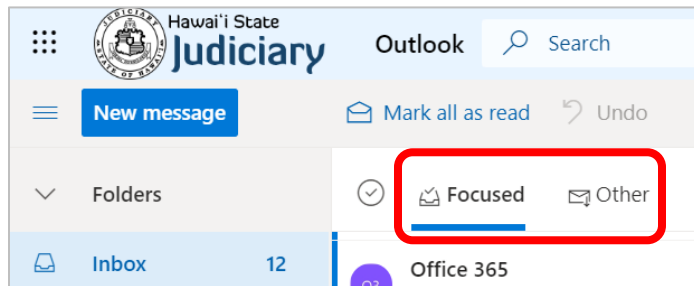 Hawai'i State
Judiciary
Outlook
Search
New message
Mark all as read
Undo
Folders
Focused
Other
Inbox
12
Office 365